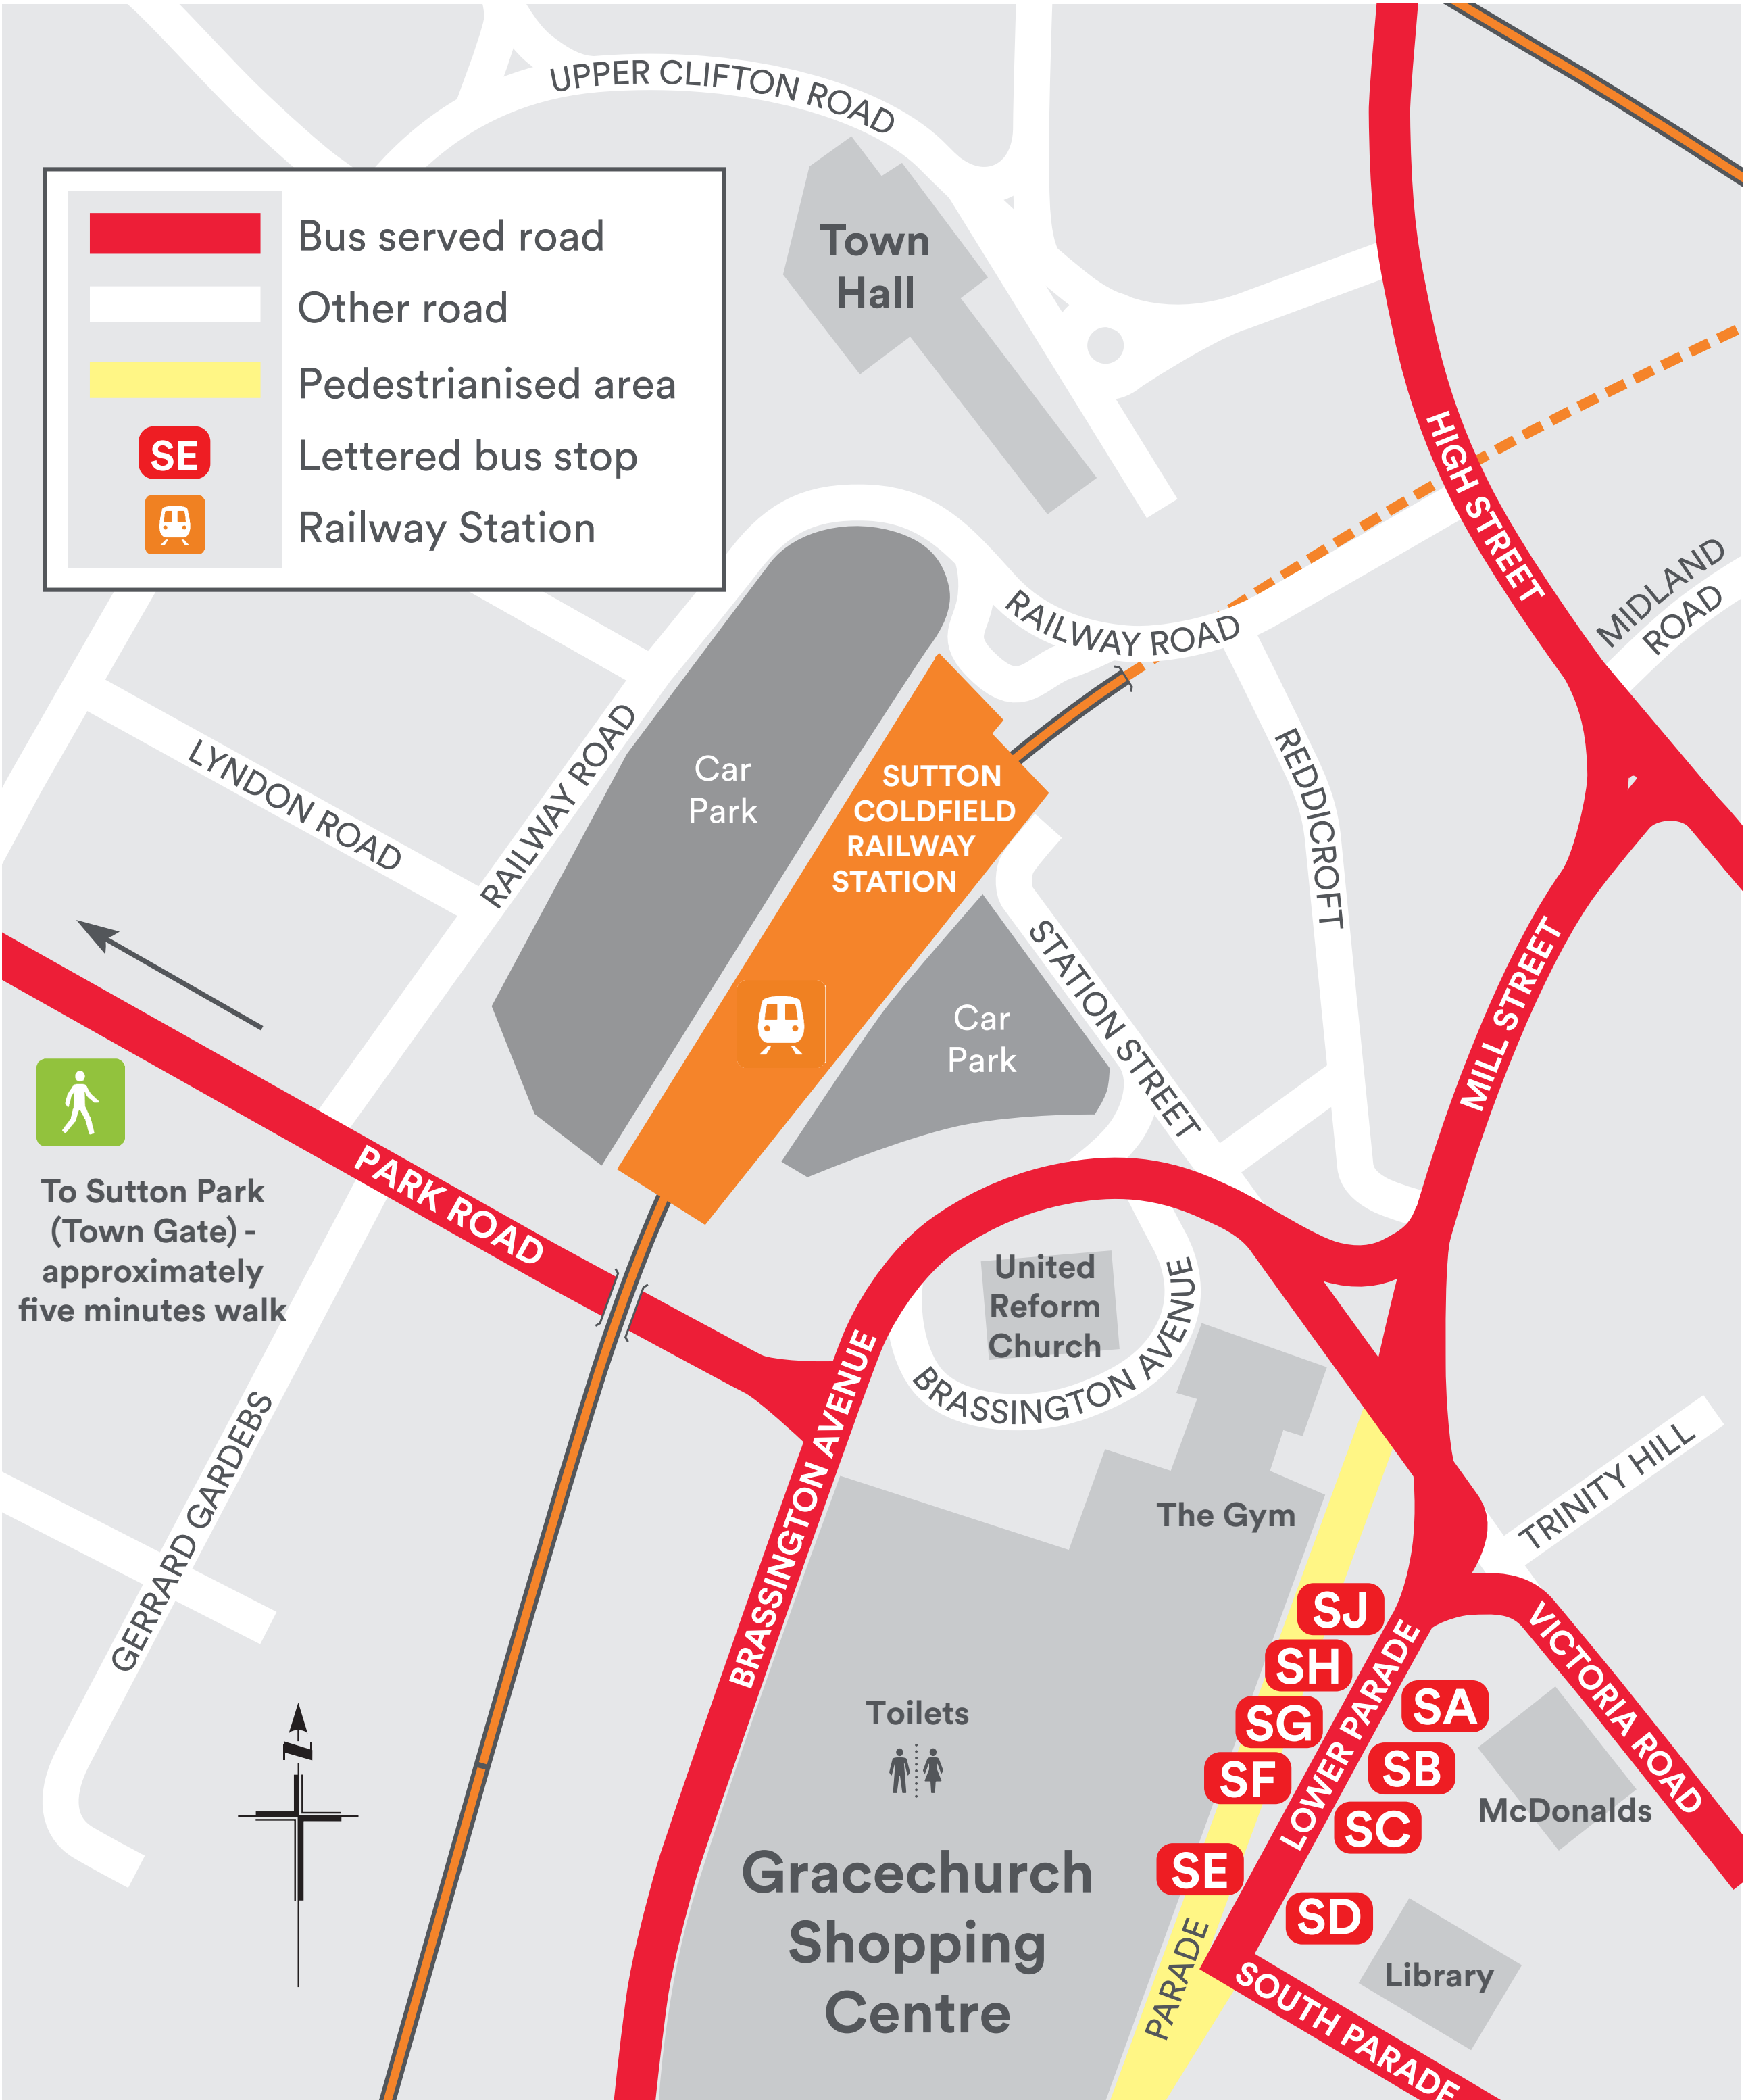 UPPER CLIFTON ROAD
Bus served road
Other road
Pedestrianised area
SE
Lettered bus stop
Railway Station
Town
Hall
HIGH STREET
MIDLAND
ROAD
RAILWAY ROAD
LYNDON ROAD
RAILWAY ROAD
Car
Park
SUTTON
COLDFIELD
RAILWAY
STATION
REDDICROFT
STATION STREET
MILL STREET
Car
Park
To Sutton Park
(Town Gate) -
approximately
five minutes walk
PARK ROAD
United
Reform
Church
BRASSINGTON AVENUE
BRASSINGTON AVENUE
GERRARD GARDEBS
The Gym
TRINITY HILL
SJ
SH
SG
SF
SE
SA
SB
SC
SD
LOWER PARADE
VICTORIA ROAD
McDonalds
Toilets
Gracechurch
Shopping
Centre
PARADE
Library
SOUTH PARADE
N